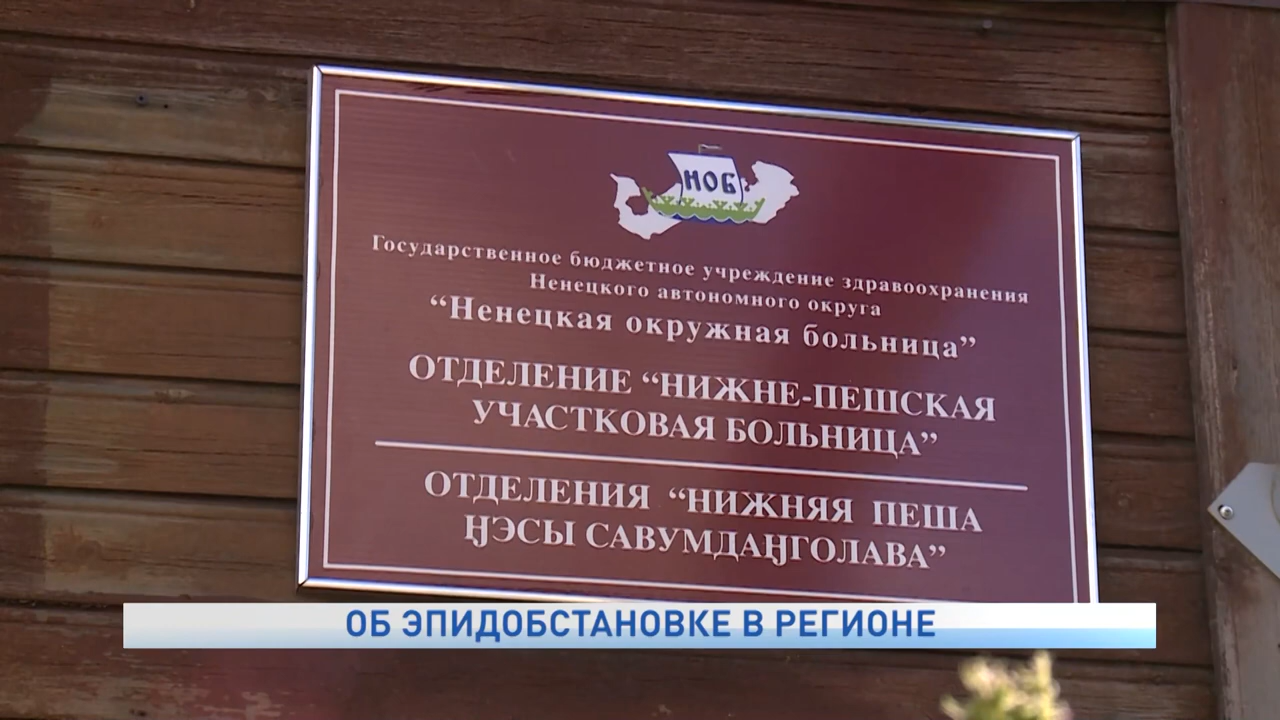 НОБ
Государственное бюджетное учреждение здравоохранения
Ненецкого автономного округа
“Ненецкая окружная больница”
ОТДЕЛЕНИЕ “НИЖНЕ-ПЕШСКАЯ
УЧАСТКОВАЯ БОЛЬНИЦА”
ОТДЕЛЕНИЯ “НИЖНЯЯ ПЕША
ӇЭСЫ САВУМДАӇГОЛАВА”
ОБ ЭПИДОБСТАНОВКЕ В РЕГИОНЕ